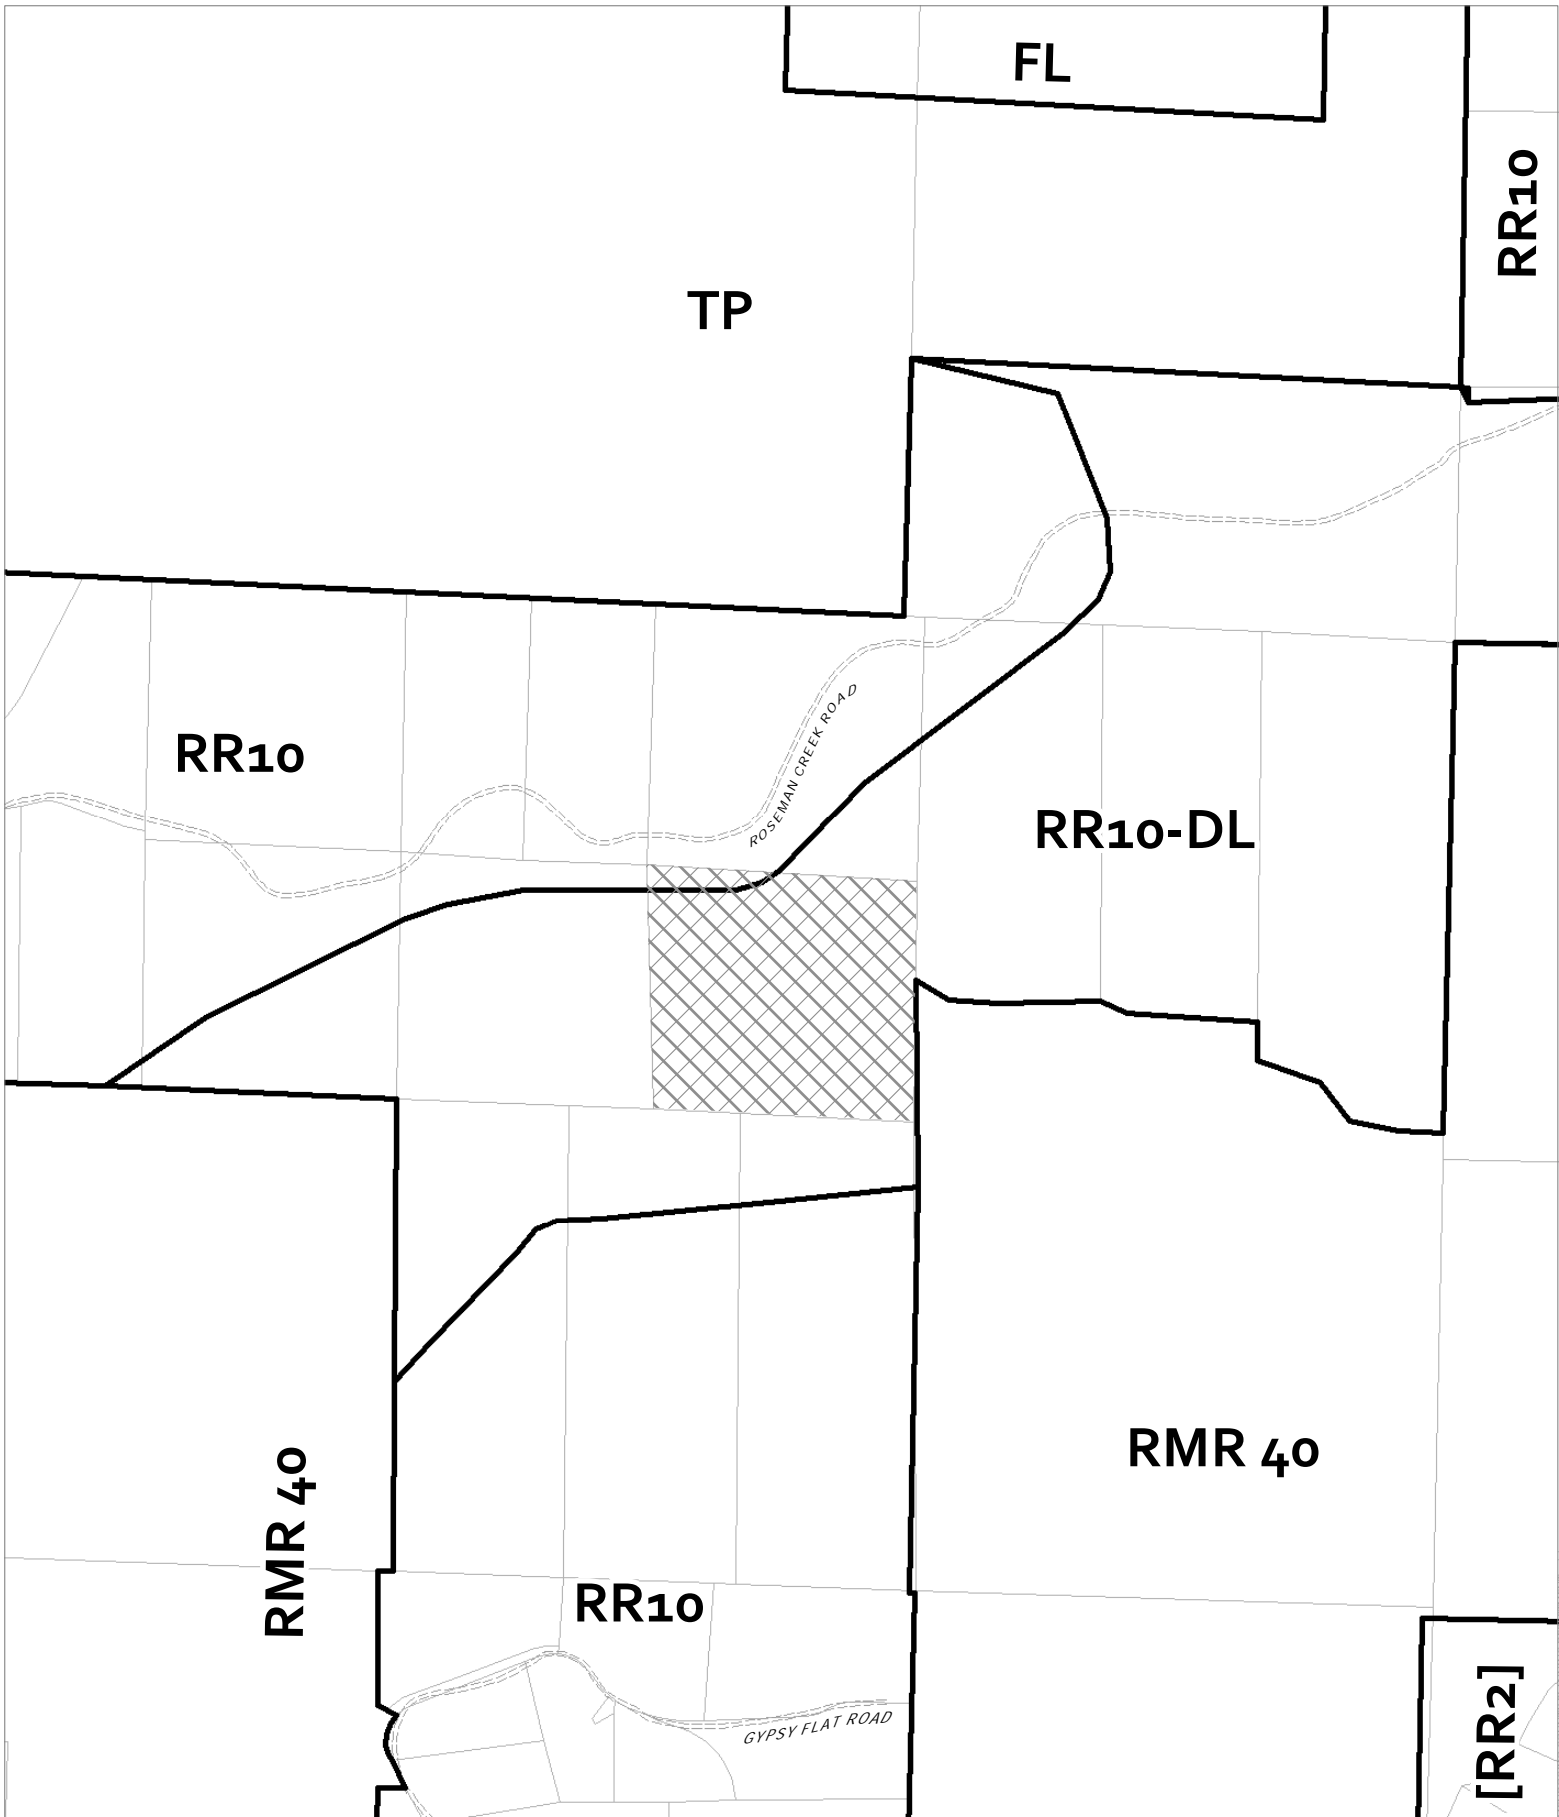 FL
RR10
TP
ROSEMAN CREEK ROAD
RR10
RR10-DL
RMR 40
RMR 40
RR10
GYPSY FLAT ROAD
[RR2]